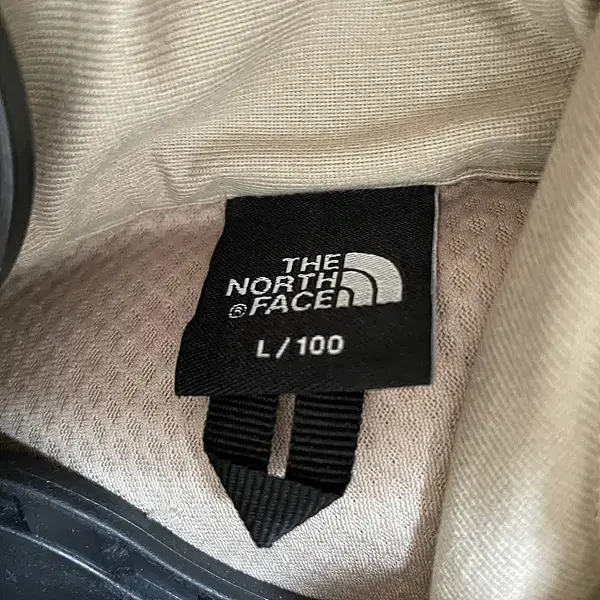 THE
NORTH
® FACE
L / 100